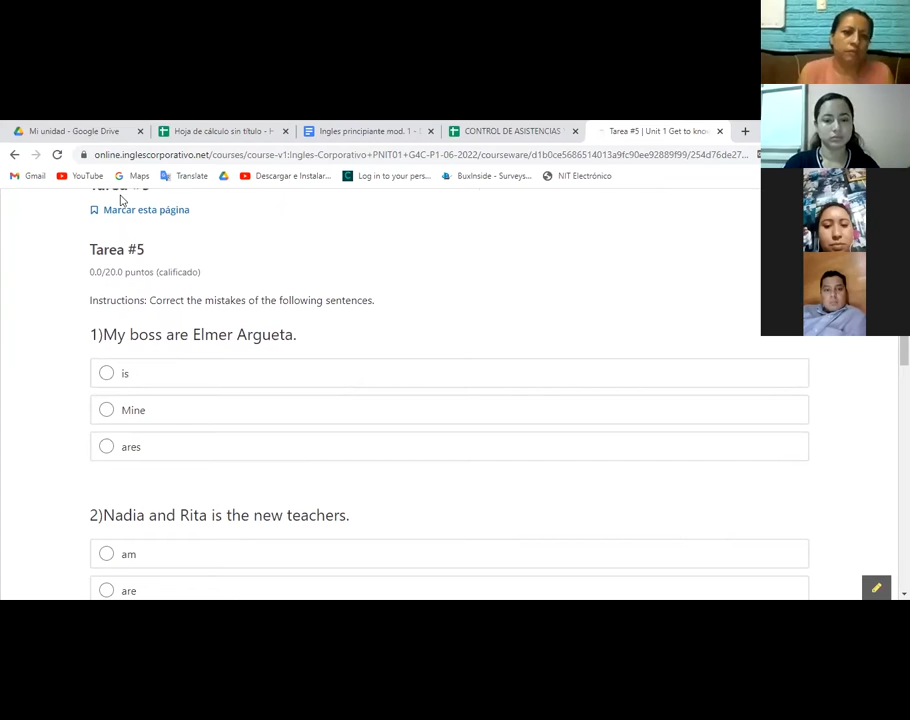 Mi unidad - Google Drive
Hoja de cálculo sin título - H
Ingles principiante mod. 1 -
CONTROL DE ASISTENCIAS
Tarea #5 | Unit 1 Get to kno
online.inglescorporativo.net/courses/course-v1:Ingles-Corporativo+PNIT01+G4C-P1-06-2022/courseware/d1b0ce5686514013a9fc90ee92889f99/254d76de27...
Gmail
YouTube
Maps
Translate
Descargar e Instalar...
Log in to your pers...
BuxInside - Surveys...
NIT Electrónico
Marcar esta página
Tarea #5
0.0/20.0 puntos (calificado)
Instructions: Correct the mistakes of the following sentences.
1)My boss are Elmer Argueta.
is
Mine
ares
2)Nadia and Rita is the new teachers.
am
are